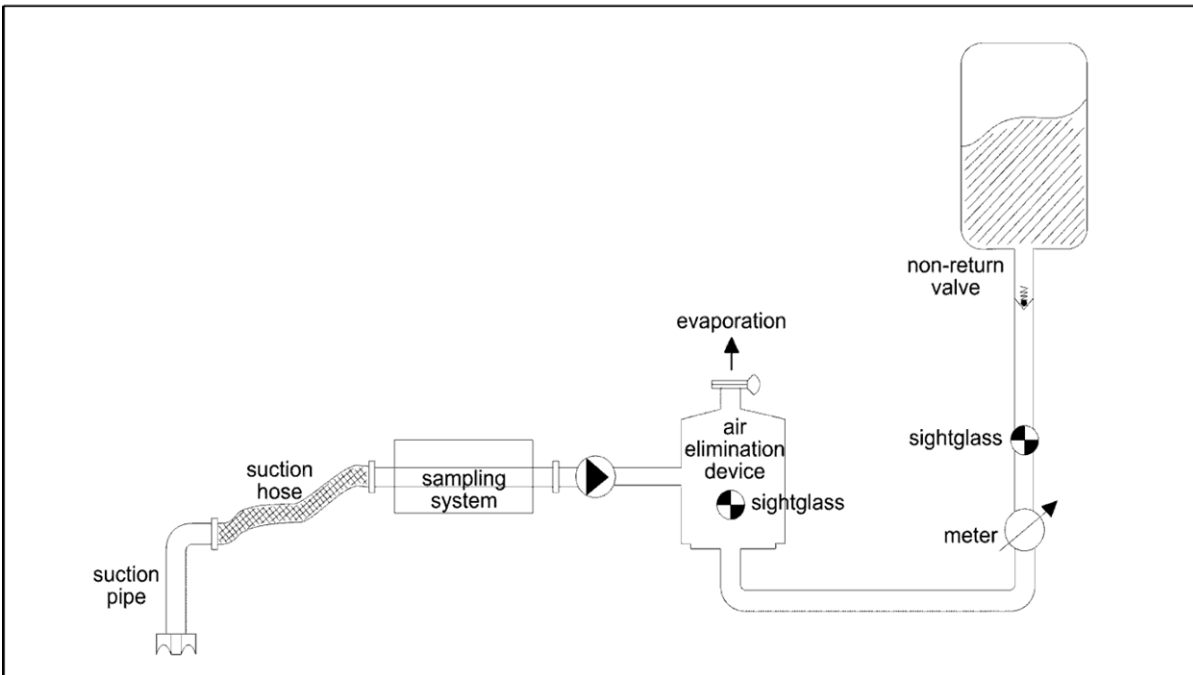 non-return
valve
evaporation
air
elimination
device
sightglass
sightglass
suction
hose
sampling
system
meter
suction
pipe